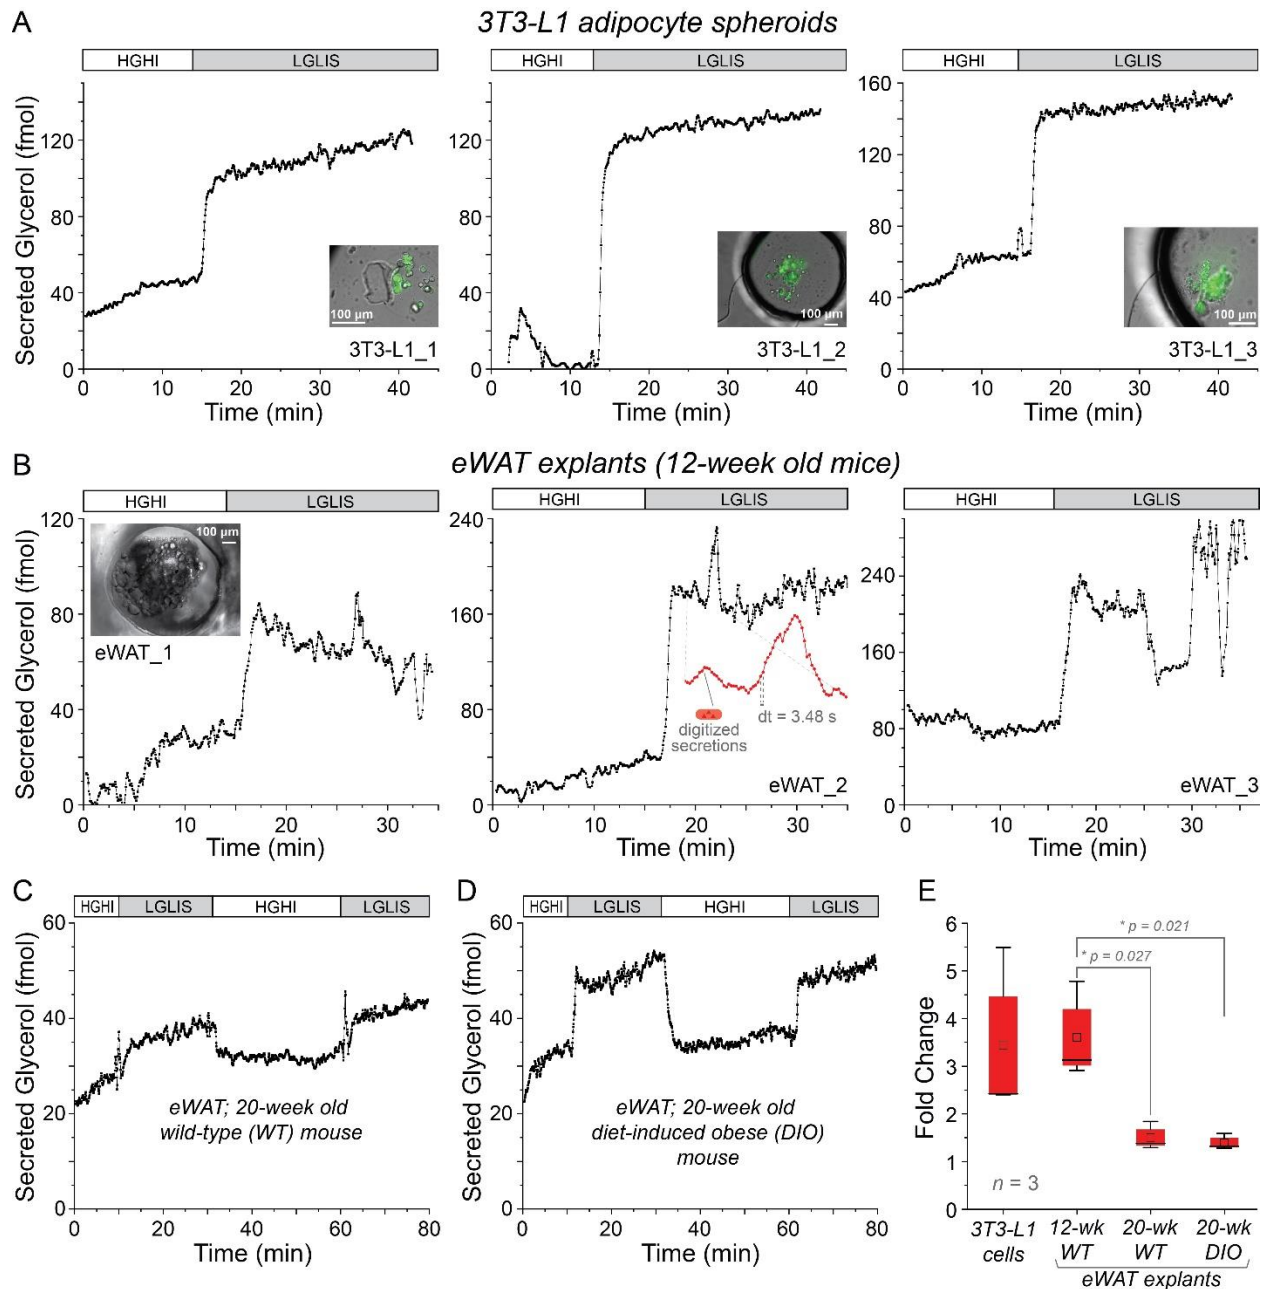 A
3T3-L1 adipocyte spheroids
HGHI
LGLIS
HGHI
LGLIS
HGHI
LGLIS
Secreted Glycerol (fmol)
120
80
40
0
0
10
20
30
40
Time (min)
100 µm
3T3-L1_1
120
80
40
0
0
10
20
30
40
Time (min)
100 µm
3T3-L1_2
160
120
80
40
0
0
10
20
30
40
Time (min)
100 µm
3T3-L1_3
B
eWAT explants (12-week old mice)
HGHI
LGLIS
HGHI
LGLIS
HGHI
LGLIS
Secreted Glycerol (fmol)
120
80
40
0
0
10
20
30
Time (min)
100 µm
eWAT_1
240
160
80
0
0
10
20
30
Time (min)
digitized
secretions
dt = 3.48 s
eWAT_2
240
160
80
0
0
10
20
30
Time (min)
eWAT_3
C
HGHI
LGLIS
HGHI
LGLIS
Secreted Glycerol (fmol)
60
40
20
0
0
20
40
60
80
Time (min)
eWAT; 20-week old
wild-type (WT) mouse
D
HGHI
LGLIS
HGHI
LGLIS
Secreted Glycerol (fmol)
60
40
20
0
0
20
40
60
80
Time (min)
eWAT; 20-week old
diet-induced obese (DIO)
mouse
E
Fold Change
6
5
4
3
2
1
0
* p = 0.021
* p = 0.027
n = 3
3T3-L1
cells
12-wk
WT
20-wk
WT
20-wk
DIO
eWAT explants